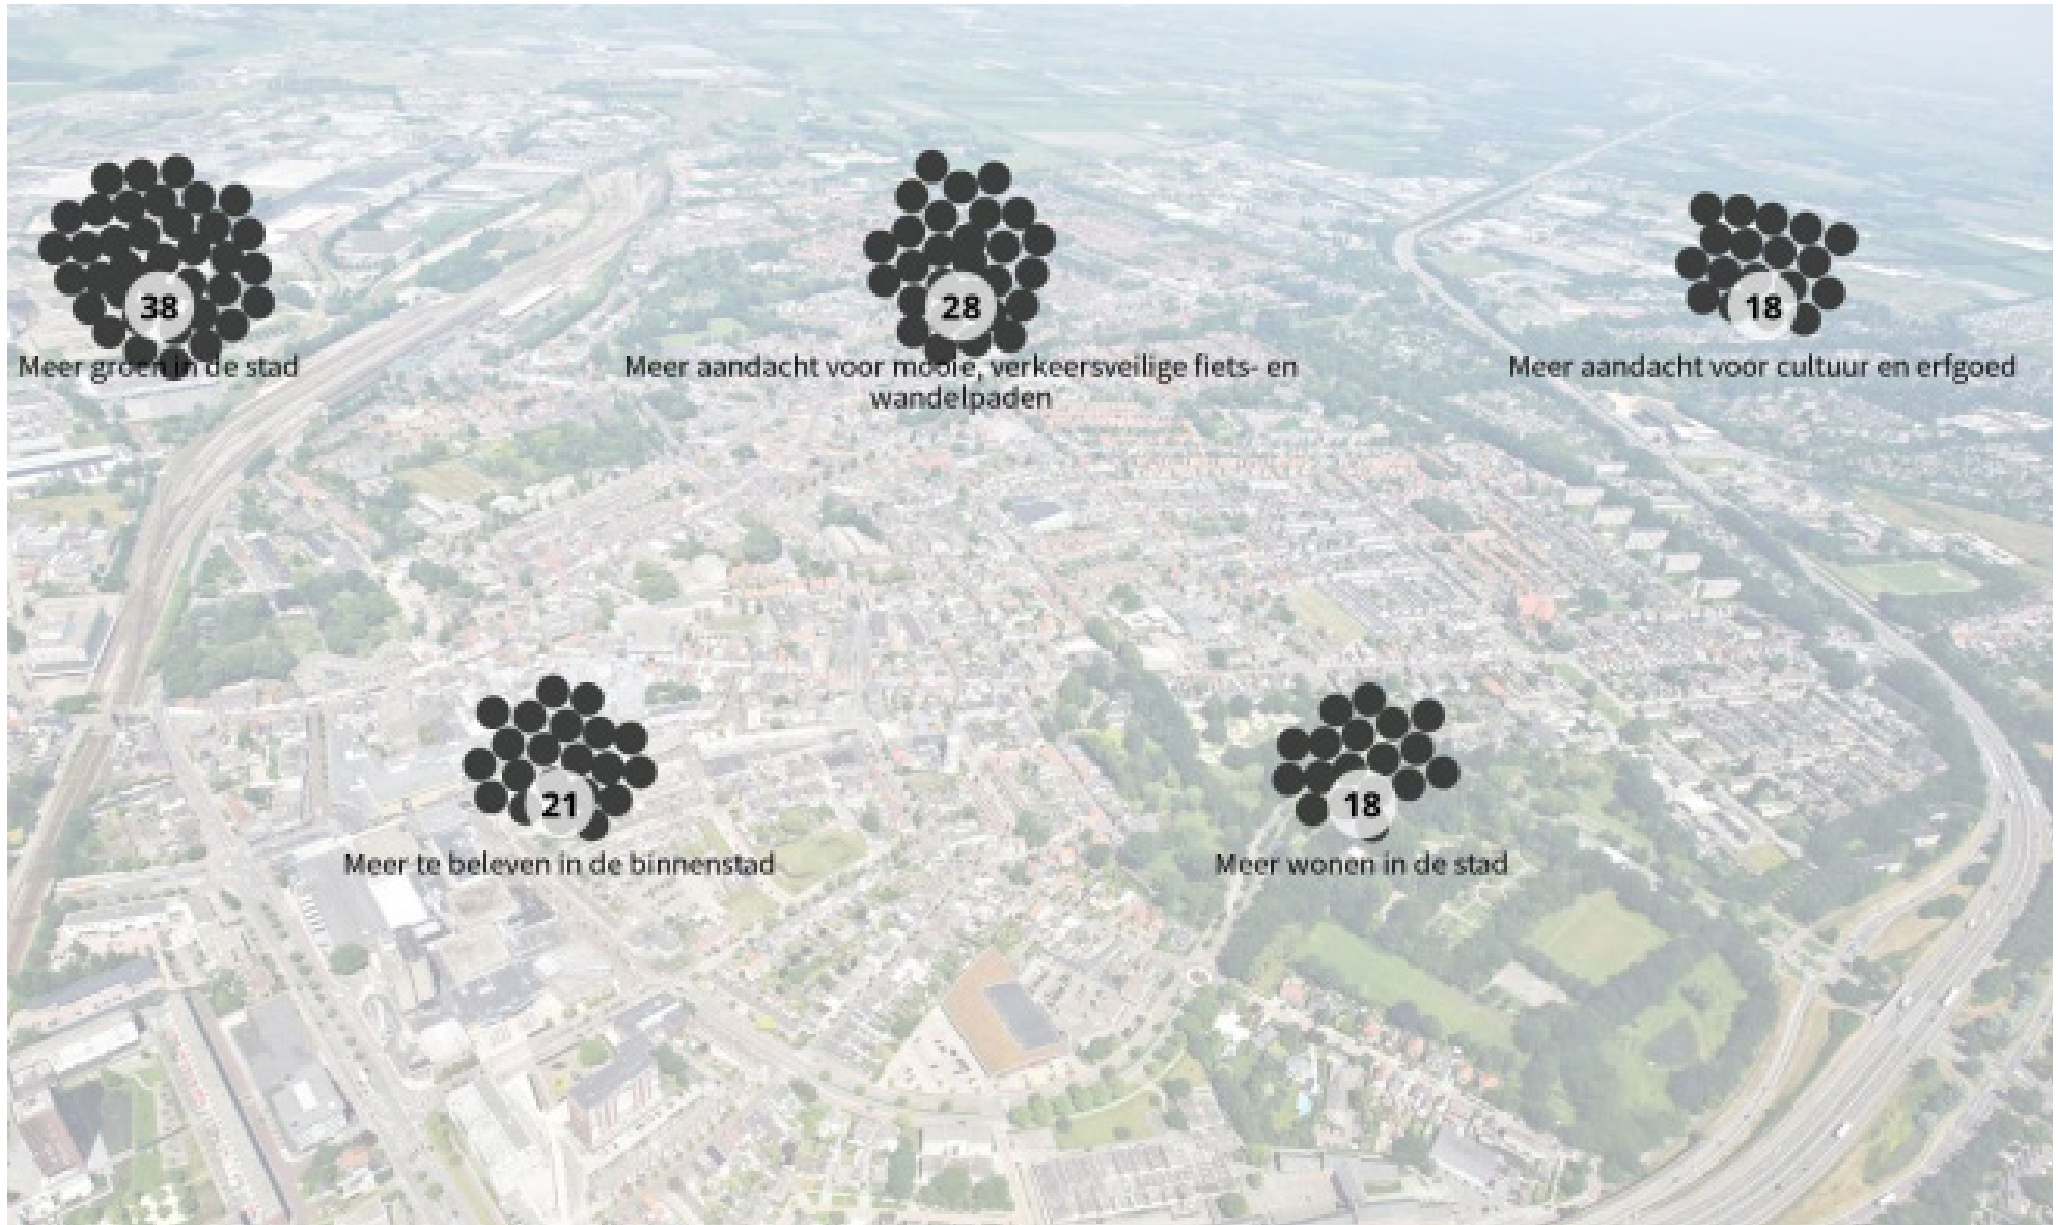 38
Meer groen in de stad
28
Meer aandacht voor mooie, verkeersveilige fiets- en
wandelpaden
18
Meer aandacht voor cultuur en erfgoed
21
Meer te beleven in de binnenstad
18
Meer wonen in de stad